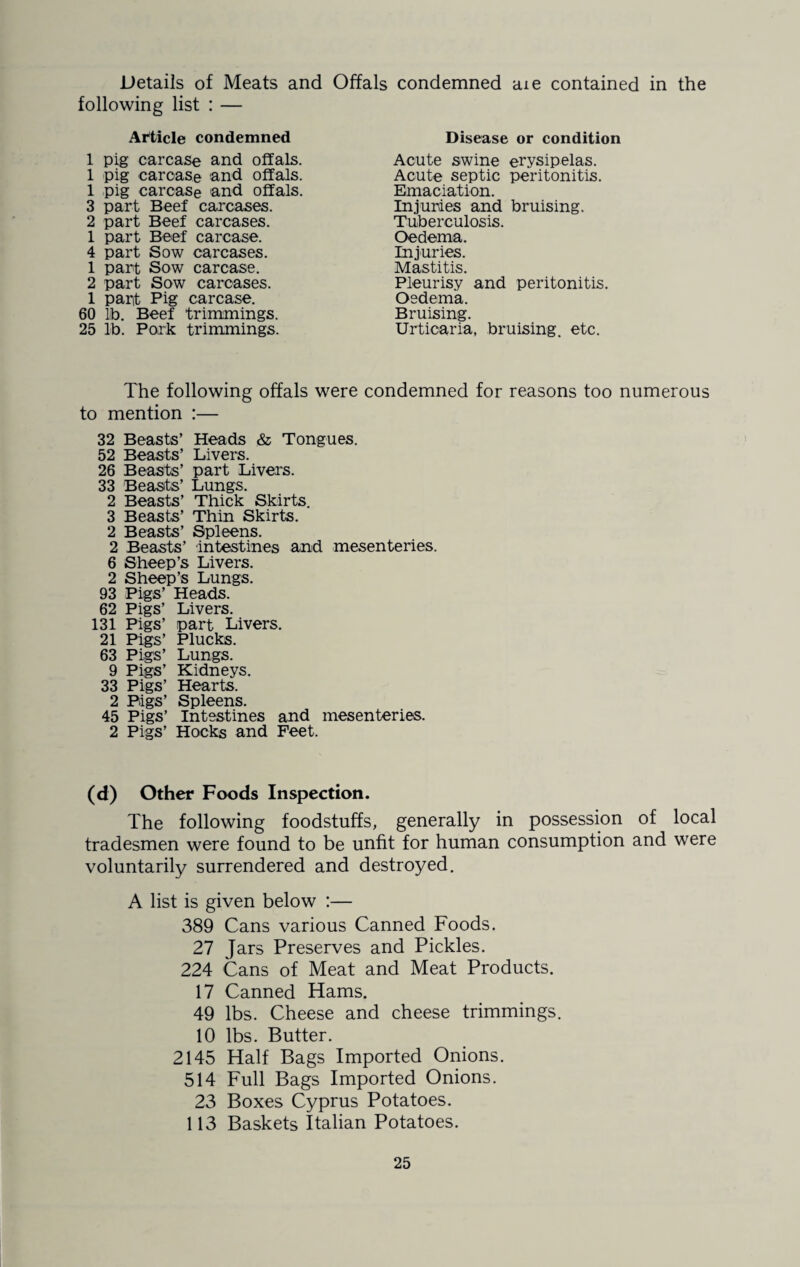 Details of Meats and Offals condemned are contained in the
following list : —
Article condemned Disease or condition
1 pig carcase and offals. Acute swine erysipelas.
1 pig carcase and offals. Acute septic peritonitis.
1 pig carcase and offals. Emaciation.
3 part Beef carcases. Injuries and bruising.
2 part Beef carcases. Tuberculosis.
1 part Beef carcase. Oedema.
4 part Sow carcases. Injuries.
1 part Sow carcase. Mastitis.
2 part Sow carcases. Pleurisy and peritonitis.
1 part Pig carcase. Oedema.
60 lb. Beef trimmings. Bruising.
25 lb. Pork trimmings. Urticaria, bruising. etc.
The following offals were condemned for reasons too numerous
to mention :—
32 Beasts' Heads & Tongues.
52 Beasts' Livers.
26 Beasts' part Livers.
33 Beasts' Lungs.
2 Beasts' Thick Skirts.
3 Beasts' Thin Skirts.
2 Beasts' Spleens.
2 Beasts' intestines and mesenteries.
6 Sheep's Livers.
2 Sheep's Lungs.
93 Pigs' Heads.
62 Pigs' Livers.
131 Pigs' part Livers.
21 Pigs' Plucks.
63 Pigs' Lungs.
9 Pigs' Kidneys.
33 Pigs' Hearts.
2 Pigs' Spleens.
45 Pigs' Intestines and mesenteries.
2 Pigs' Hocks and Feet.
(d) Other Foods Inspection.
The following foodstuffs, generally in possession of local
tradesmen were found to be unfit for human consumption and were
voluntarily surrendered and destroyed.
A list is given below :—
389 Cans various Canned Foods.
27 Jars Preserves and Pickles.
224 Cans of Meat and Meat Products.
17 Canned Hams.
49 lbs. Cheese and cheese trimmings.
10 lbs. Butter.
2145 Half Bags Imported Onions.
514 Full Bags Imported Onions.
23 Boxes Cyprus Potatoes.
113 Baskets Italian Potatoes.
25